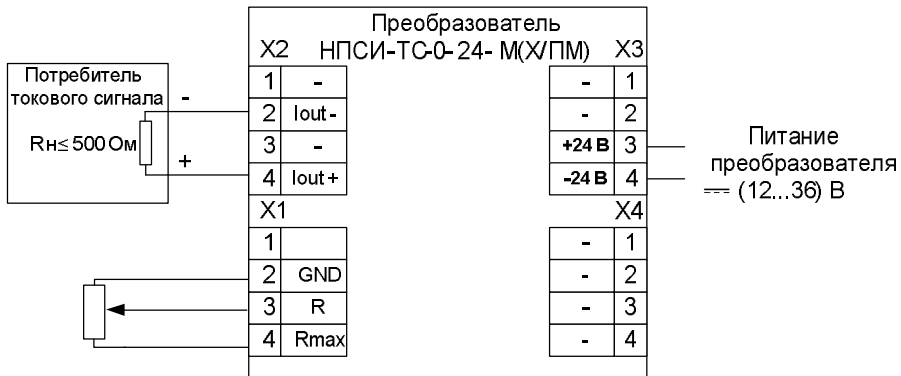 Преобразователь
НПСИ-ТС-0-24-М(Х/ПМ)
X2
X3
1 -
2 Iout-
3 -
4 Iout+
- 1
- 2
+24 В 3
-24 В 4
Потребитель
токового сигнала
Rн≤ 500 Ом
-
+
Питание
преобразователя
(12...36) В
X1
X4
1
2 GND
3 R
4 Rmax
- 1
- 2
- 3
- 4